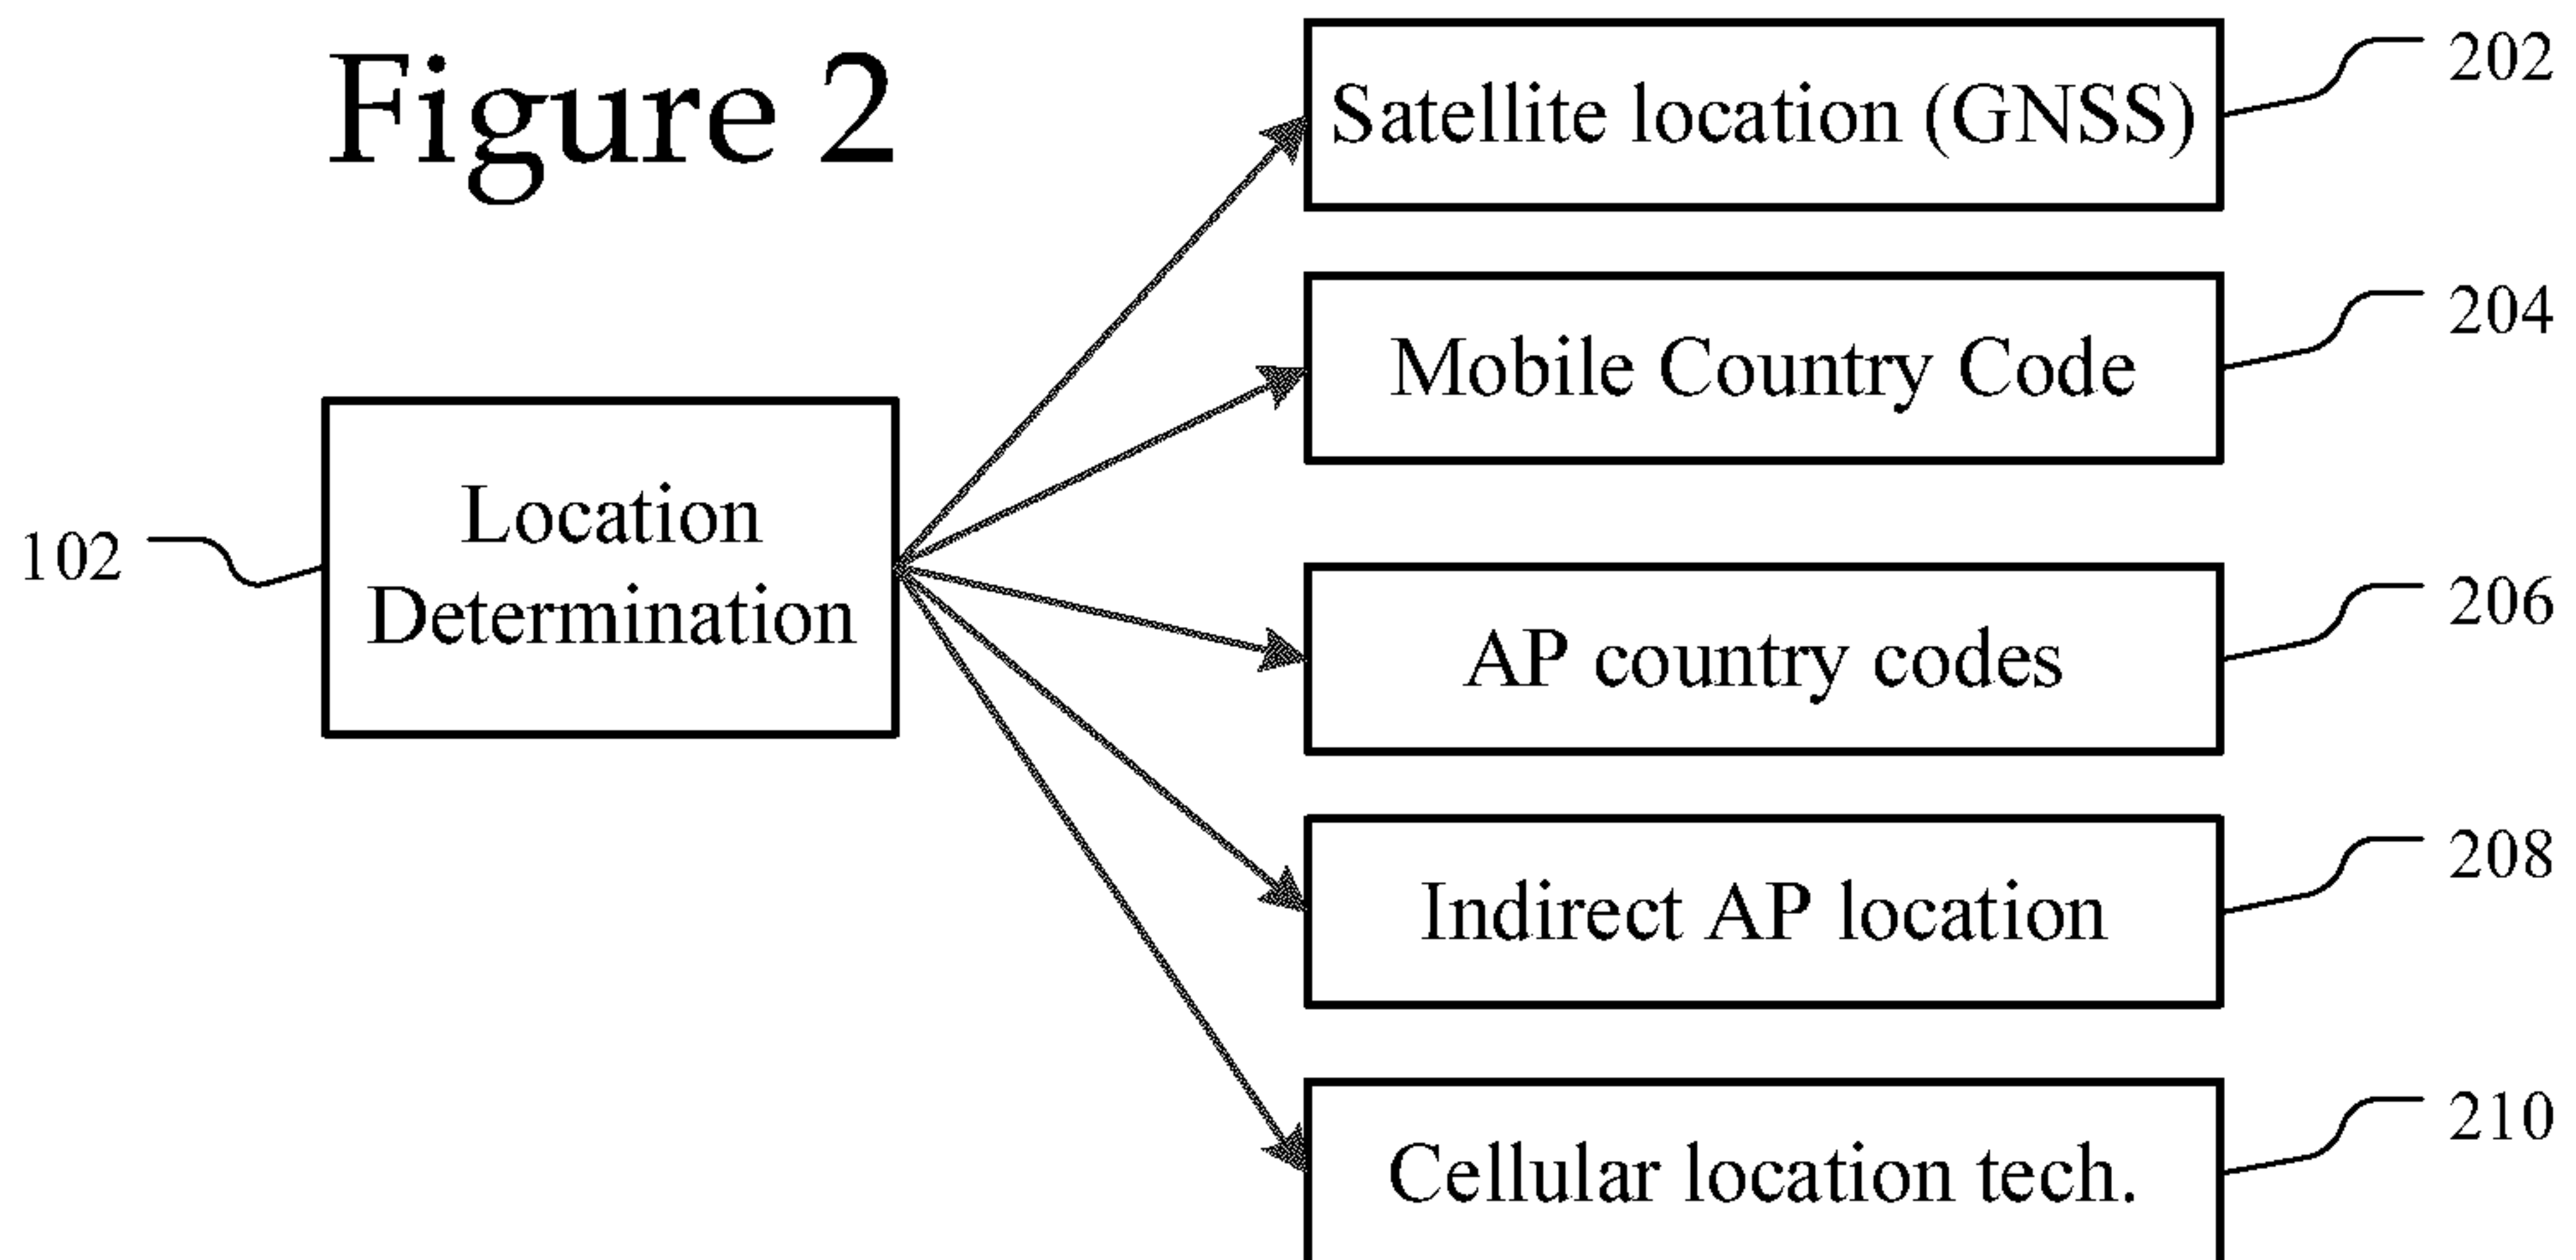 Figure 2
Satellite location (GNSS)
202
Mobile Country Code
204
102
Location
Determination
AP country codes
206
Indirect AP location
208
Cellular location tech.
210